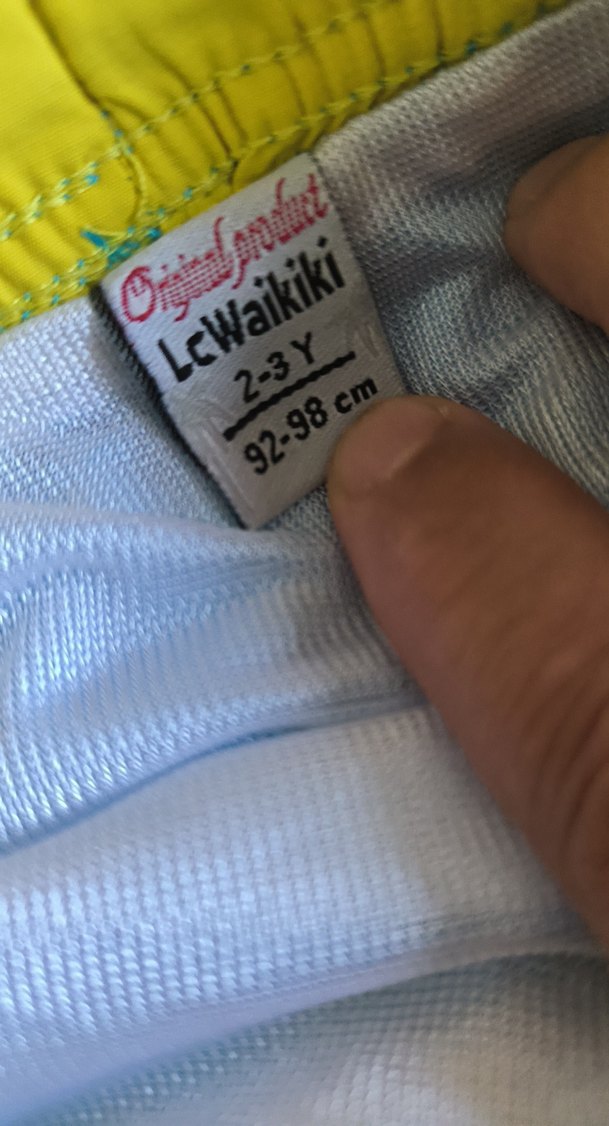 Original product
LcWaikiki
2-3 Y
92-98 cm